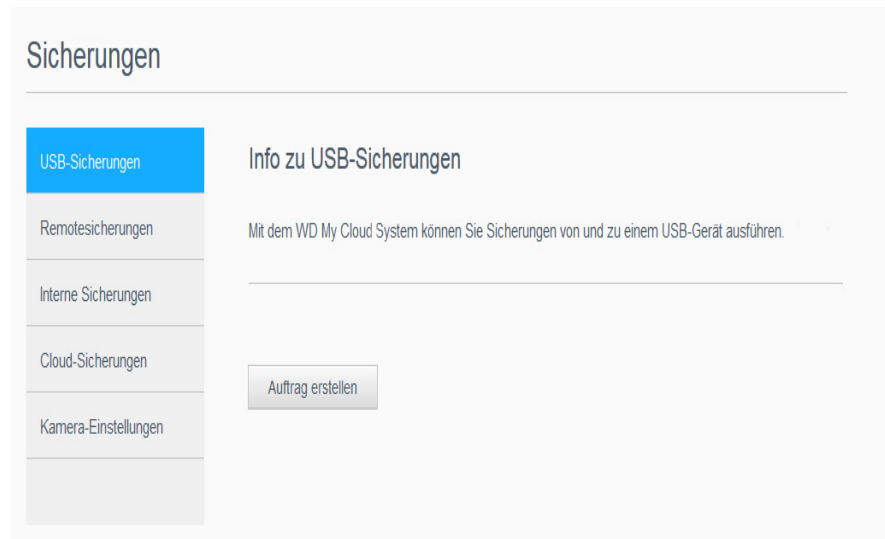 Sicherungen
USB-Sicherungen
Remotesicherungen
Interne Sicherungen
Cloud-Sicherungen
Kamera-Einstellungen
Info zu USB-Sicherungen
Mit dem WD My Cloud System können Sie Sicherungen von und zu einem USB-Gerät ausführen.
Auftrag erstellen